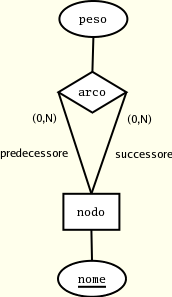 peso
arco
(0,N) (0,N)
predecessore successore
nodo
nome